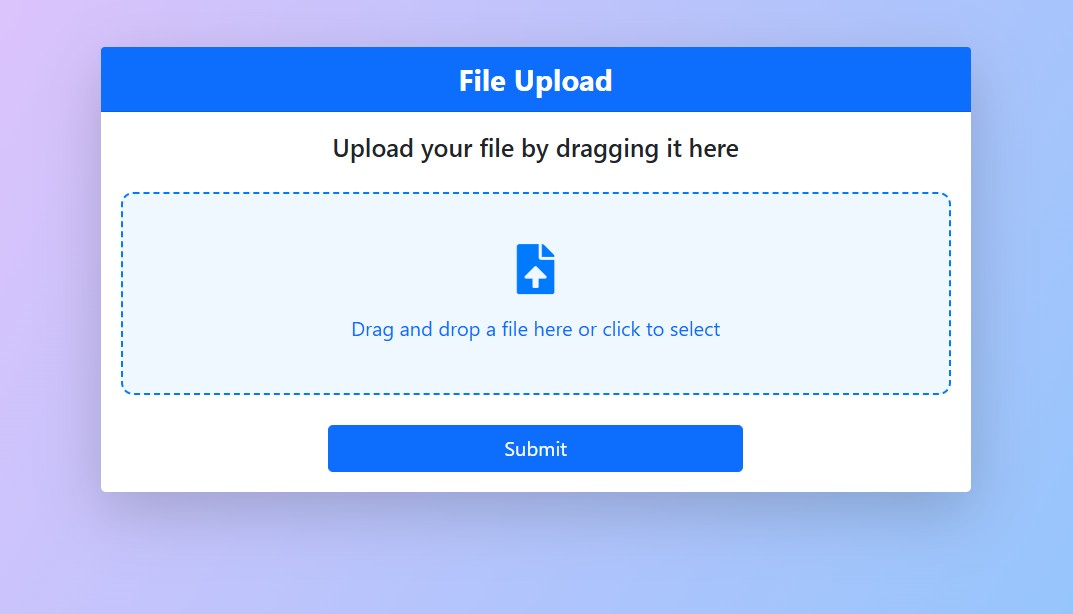 File Upload
Upload your file by dragging it here
Drag and drop a file here or click to select
Submit